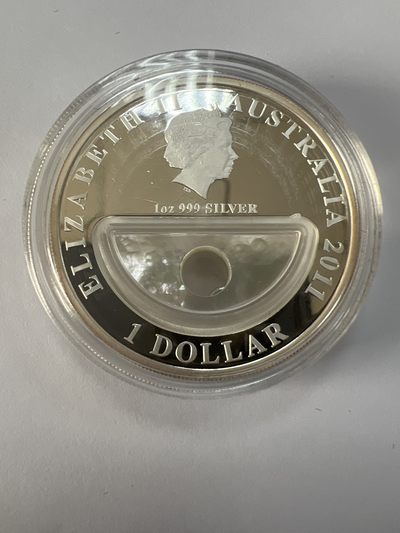 ELIZABETH II AUSTRALIA 2011
1oz 999 SILVER
1 DOLLAR